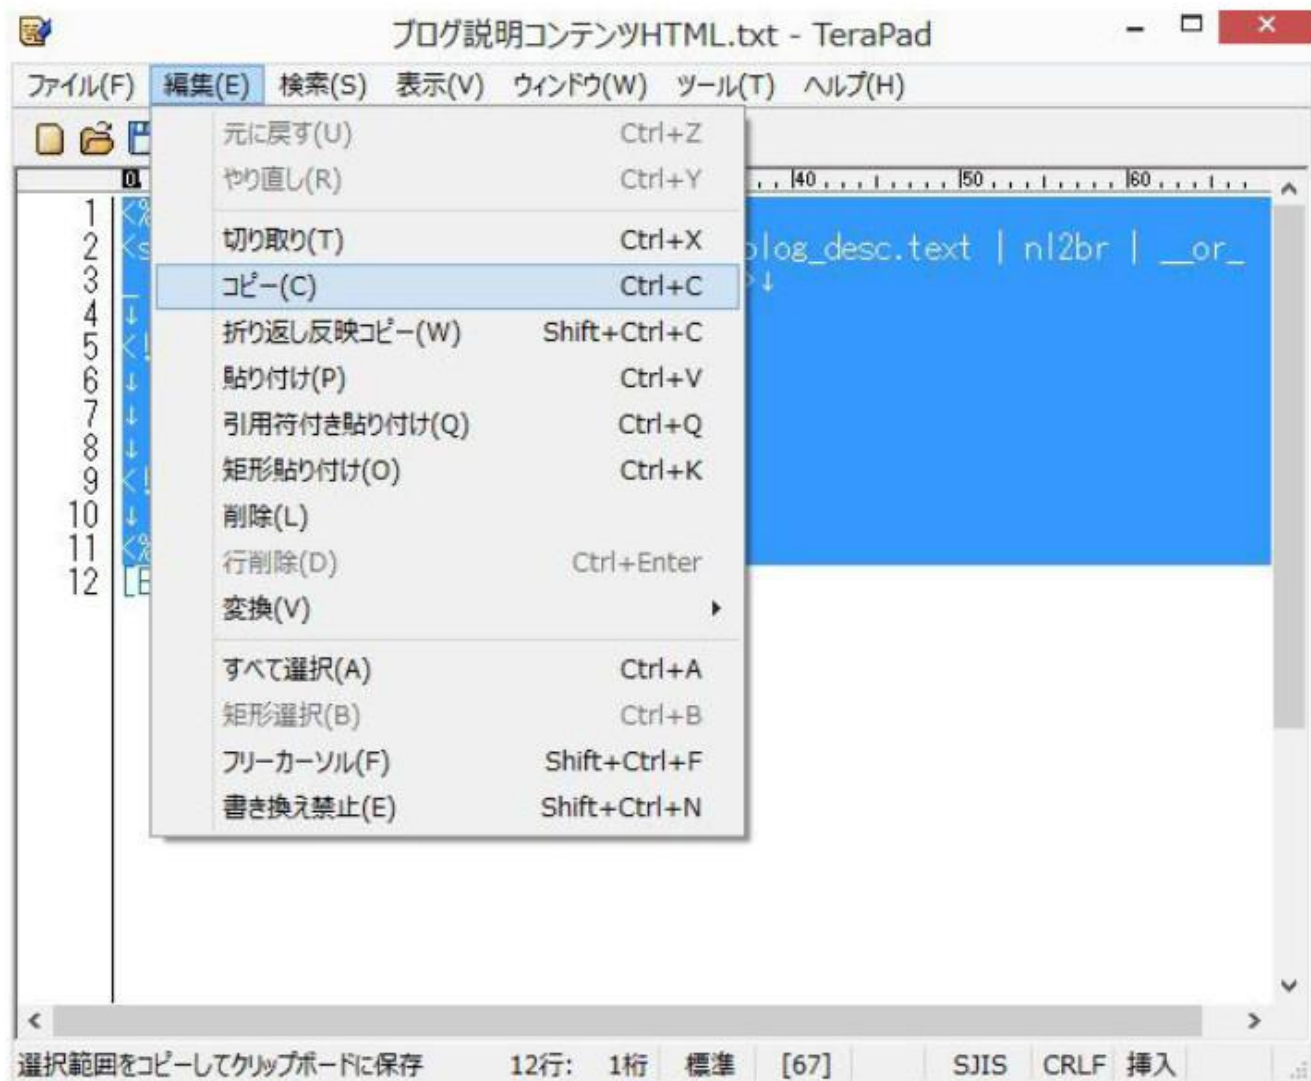 ブログ説明コンテンツHTML.txt - TeraPad
ファイル(F) 編集(E) 検索(S) 表示(V) ウィンドウ(W) ツール(T) ヘルプ(H)
元に戻す(U) Ctrl+Z
やり直し(R) Ctrl+Y
切り取り(T) Ctrl+X
コピー(C) Ctrl+C
折り返し反映コピー(W) Shift+Ctrl+C
貼り付け(P) Ctrl+V
引用符付き貼り付け(Q) Ctrl+Q
矩形貼り付け(O) Ctrl+K
削除(L)
行削除(D) Ctrl+Enter
変換(V)
すべて選択(A) Ctrl+A
矩形選択(B) Ctrl+B
フリーカーソル(F) Shift+Ctrl+F
書き換え禁止(E) Shift+Ctrl+N
0 40 50 60
1 <%
2 <s blog_desc.text | nl2br | __or_
3 _ >↓
4 ↓
5 <!
6 ↓
7 ↓
8 ↓
9 <!
10 ↓
11 <%
12 [E
選択範囲をコピーしてクリップボードに保存 12行: 1桁 標準 [67] SJIS CRLF 挿入